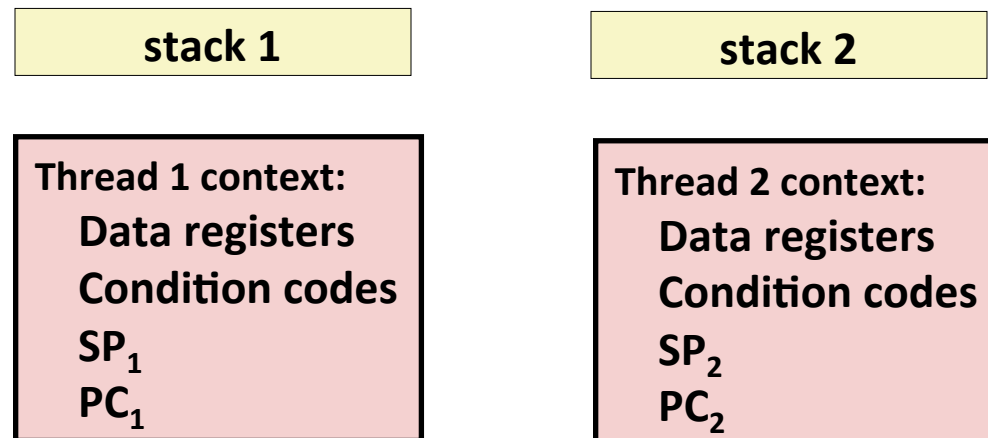 stack 1
Thread 1 context:
Data registers
Condition codes
SP₁
PC₁
stack 2
Thread 2 context:
Data registers
Condition codes
SP₂
PC₂